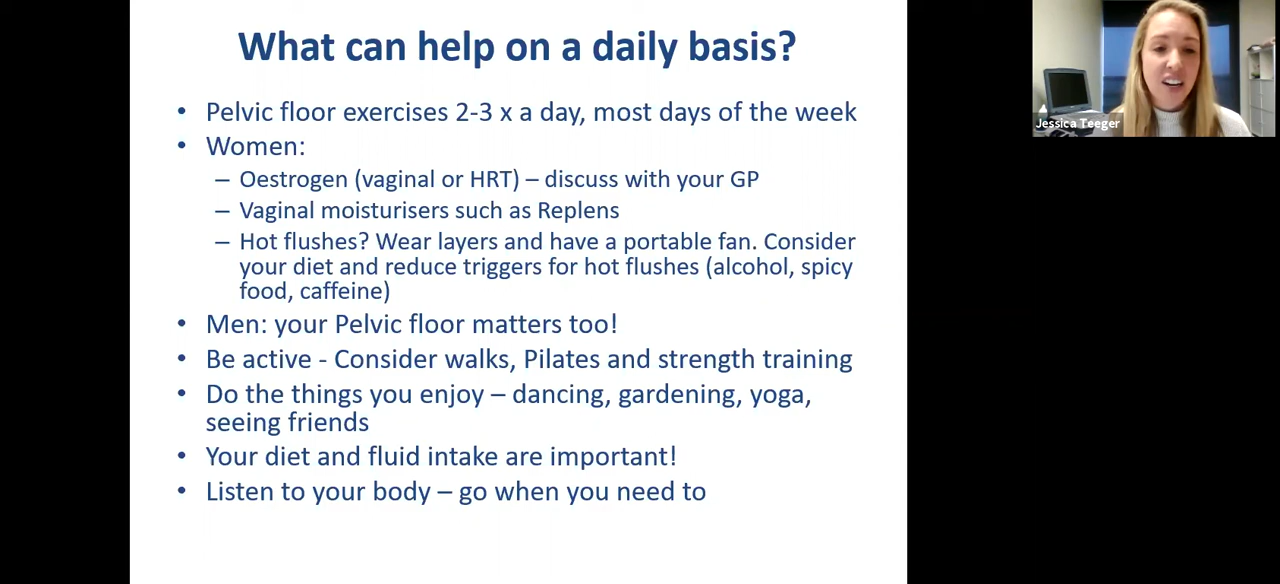 What can help on a daily basis?
• Pelvic floor exercises 2-3 x a day, most days of the week
• Women:
– Oestrogen (vaginal or HRT) – discuss with your GP
– Vaginal moisturisers such as Replens
– Hot flushes? Wear layers and have a portable fan. Consider
your diet and reduce triggers for hot flushes (alcohol, spicy
food, caffeine)
• Men: your Pelvic floor matters too!
• Be active - Consider walks, Pilates and strength training
• Do the things you enjoy – dancing, gardening, yoga,
seeing friends
• Your diet and fluid intake are important!
• Listen to your body – go when you need to
Jessica Teeger